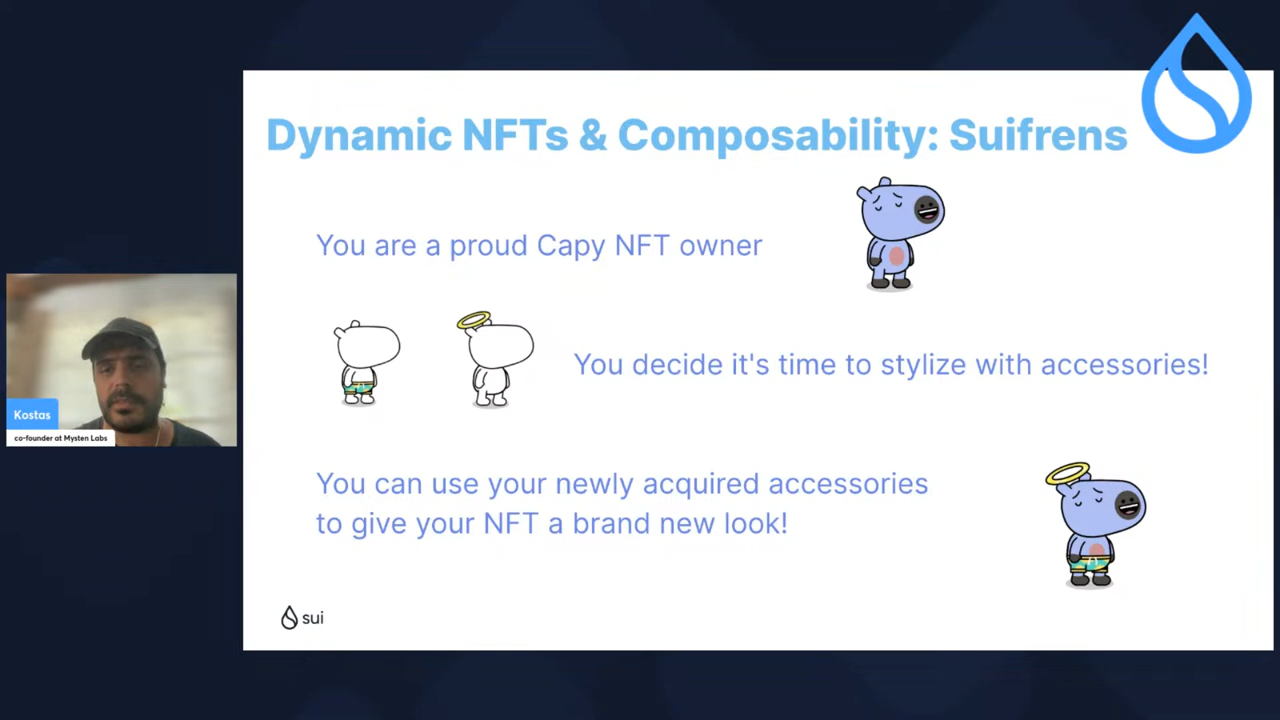 Dynamic NFTs & Composability: Suifrens
You are a proud Capy NFT owner
You decide it's time to stylize with accessories!
Kostas
co-founder at Mysten Labs
You can use your newly acquired accessories
to give your NFT a brand new look!
sui